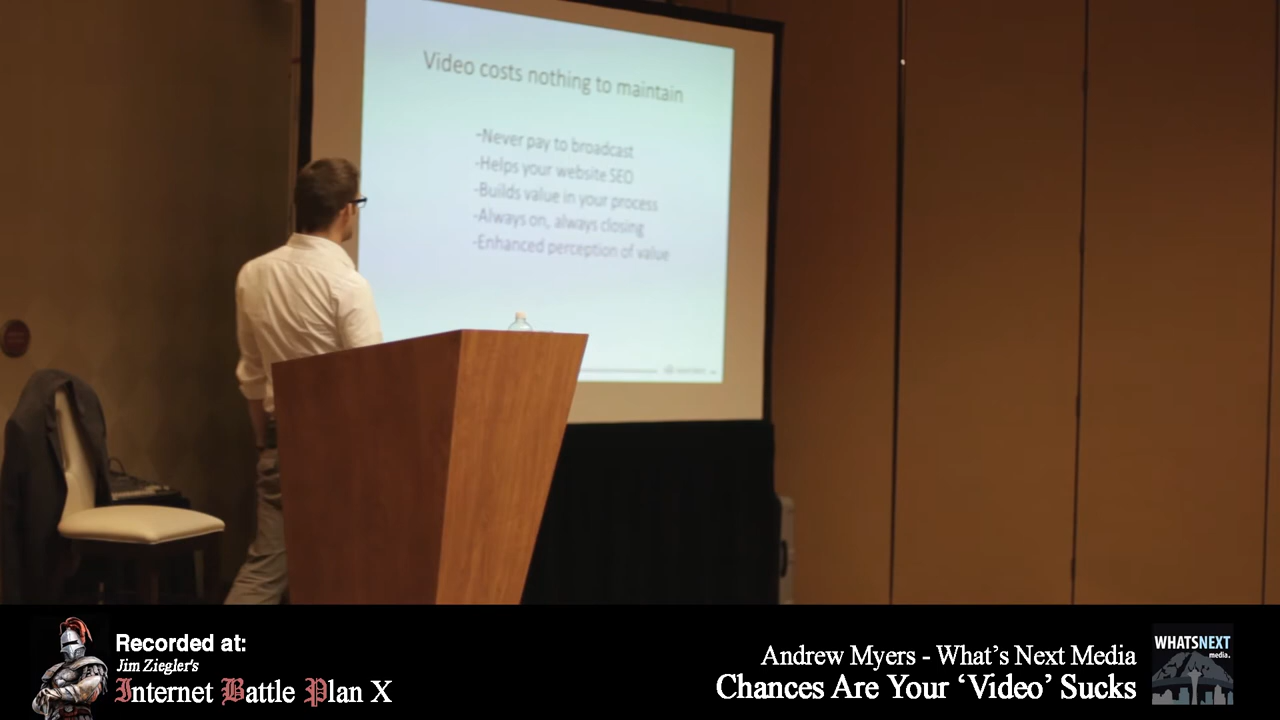 Video costs nothing to maintain
-Never pay to broadcast
-Helps your website SEO
-Builds value in your process
-Always on, always closing
-Enhanced perception of value
Recorded at:
Jim Ziegler's
Internet Battle Plan X
Andrew Myers - What's Next Media
Chances Are Your ‘Video’ Sucks
WHATSNEXT
media.